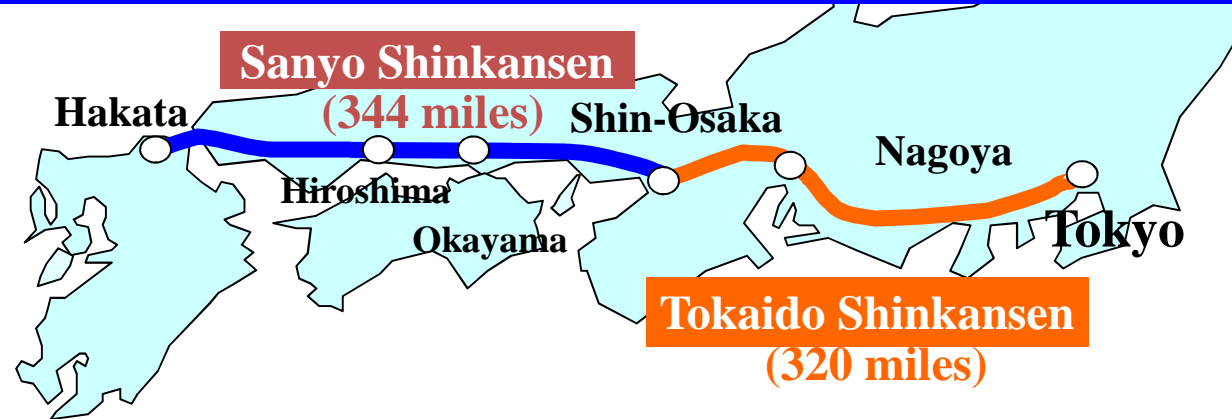 Sanyo Shinkansen
(344 miles)
Hakata
Shin-Osaka
Nagoya
Hiroshima
Okayama
Tokyo
Tokaido Shinkansen
(320 miles)